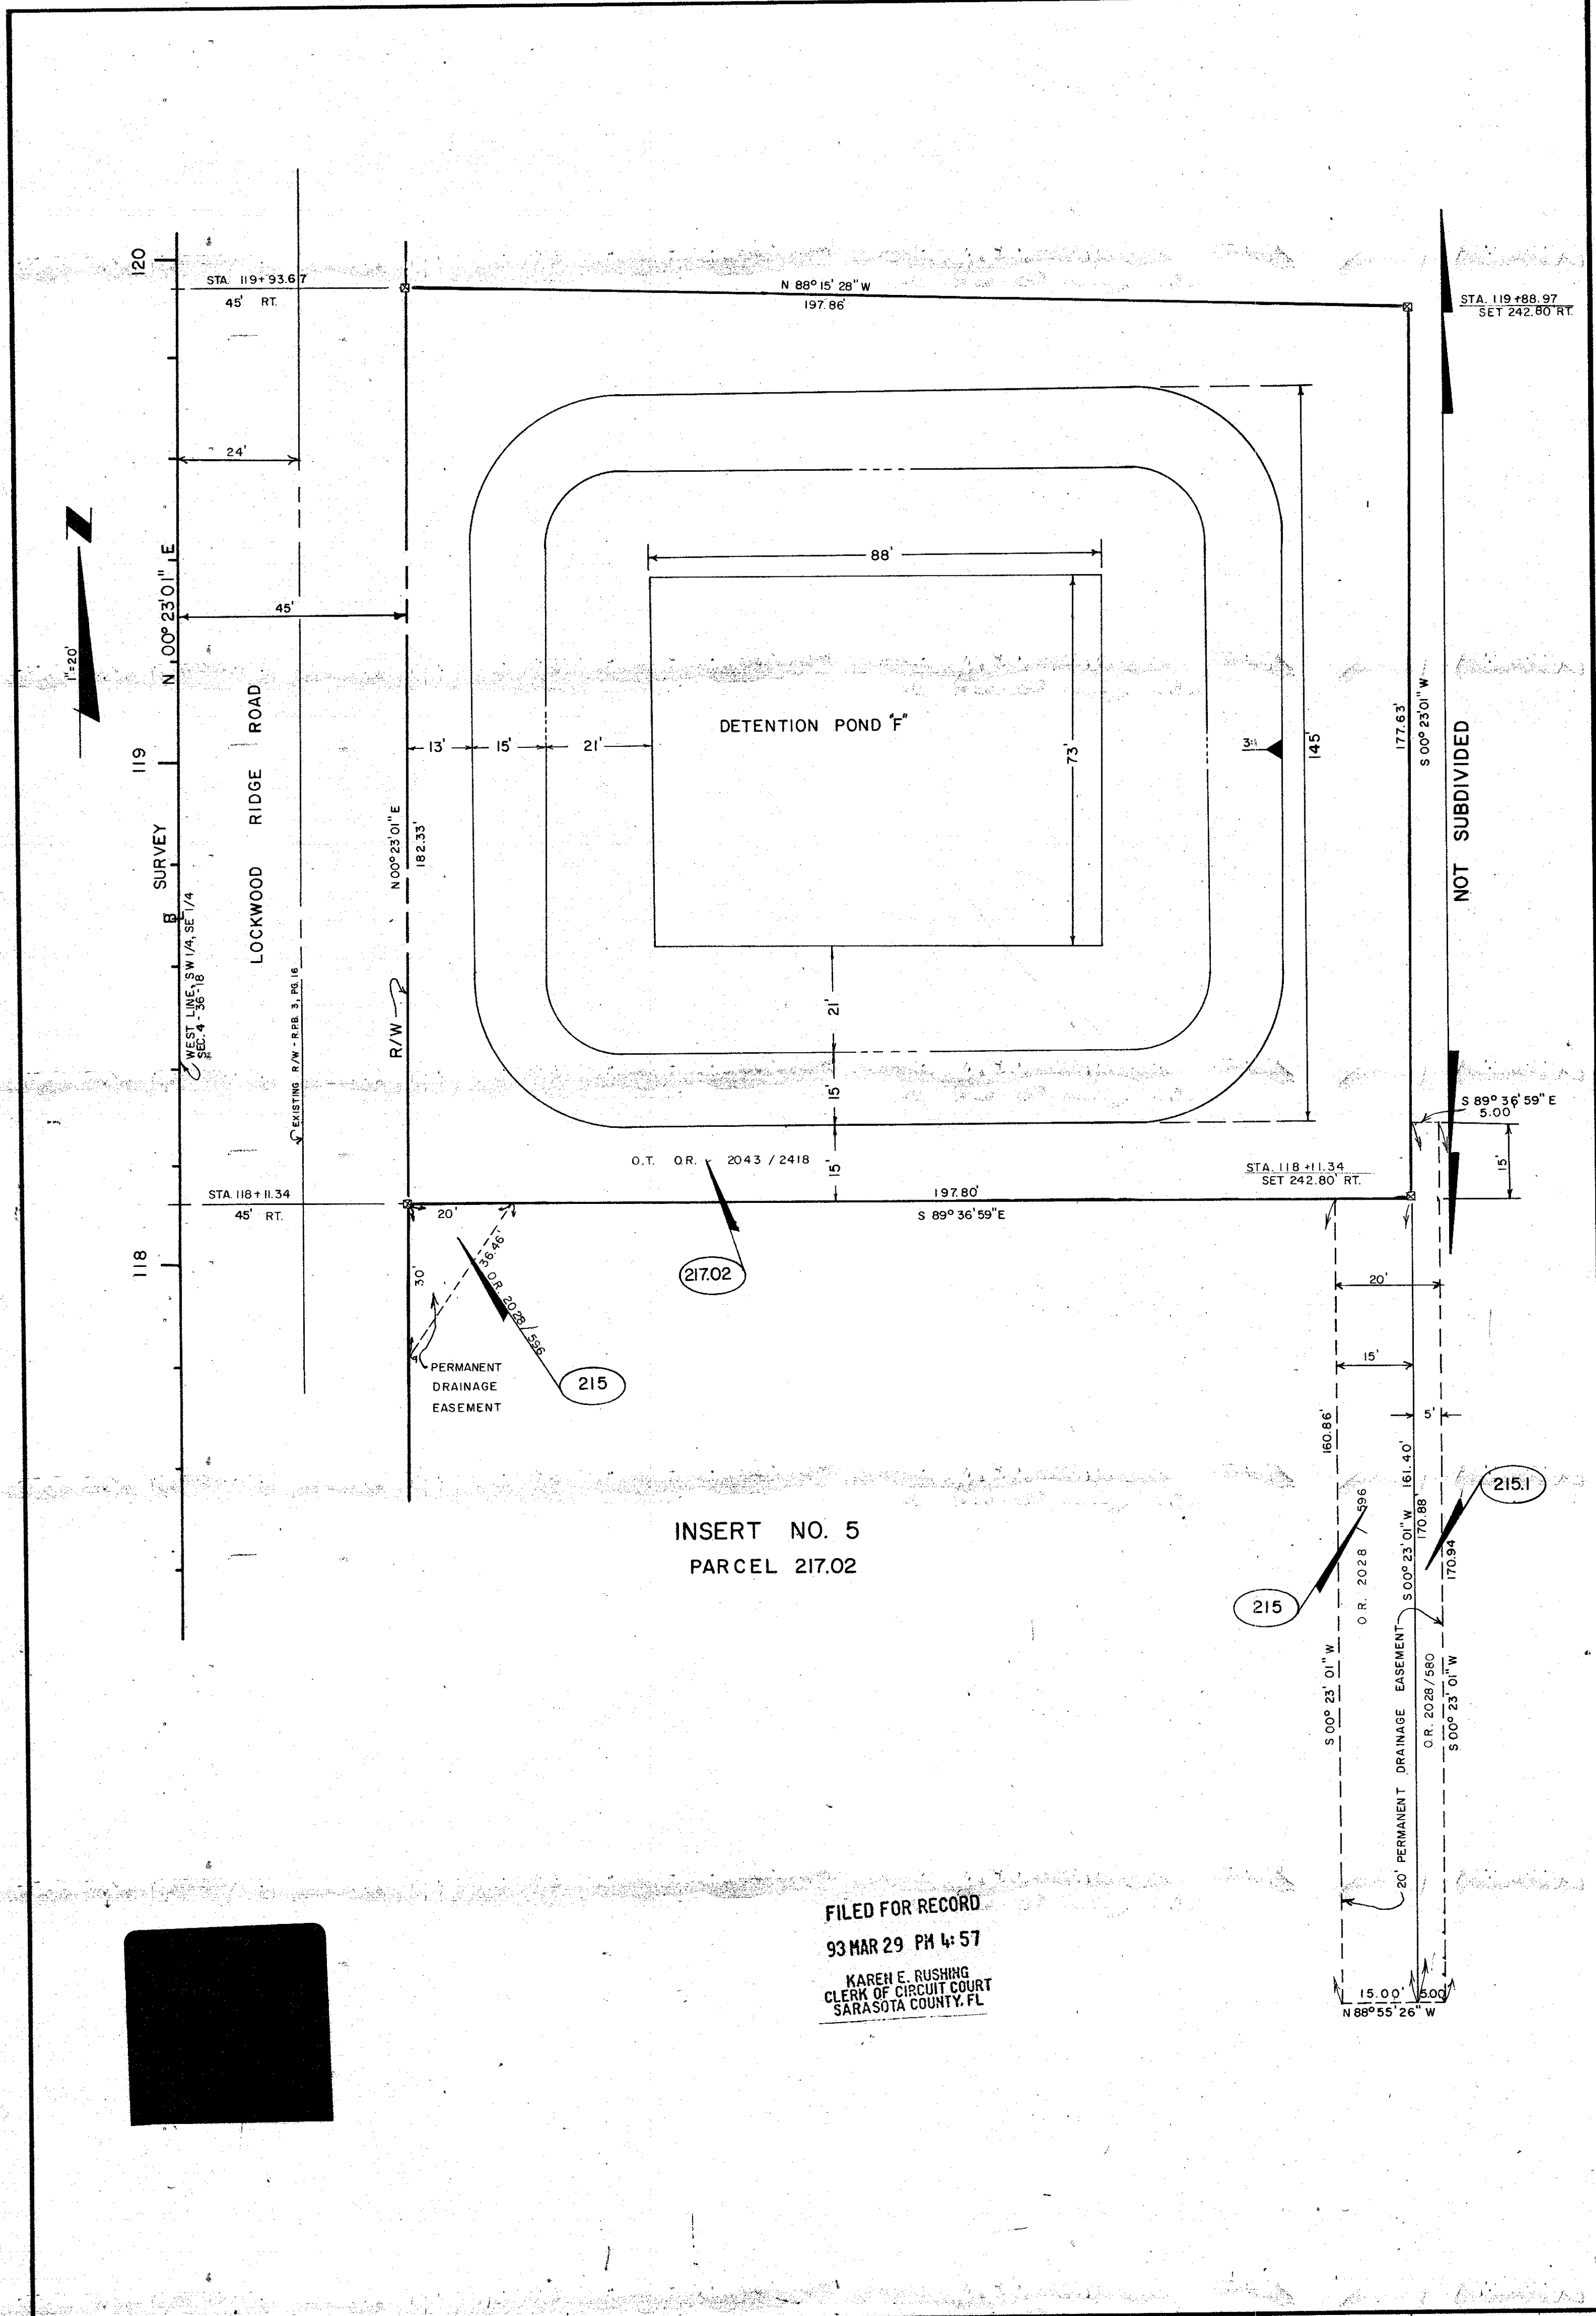 120
STA. 119+93.67
45' RT.
N 88° 15' 28" W
197.86'
STA. 119+88.97
SET 242.80 RT.
24'
Z
1"=20'
N 00° 23' 01" E
45'
88'
DETENTION POND "F"
73'
3:1
145'
177.63'
S 00° 23' 01" W
NOT SUBDIVIDED
13'
15'
21'
119
SURVEY
LOCKWOOD RIDGE ROAD
N 00° 23' 01" E
182.33'
WEST LINE, SW 1/4, SE 1/4
SEC. 4 - 36 - 18
EXISTING R/W - R.P.B. 3, PG. 16
R/W
21'
15'
15'
S 89° 36' 59" E
5.00'
15'
O.T. O.R. 2043 / 2418
STA. 118+11.34
SET 242.80' RT.
STA. 118+11.34
45' RT.
20'
197.80'
S 89° 36' 59" E
118
30'
36.46'
O.R. 2028 / 596
217.02
PERMANENT
DRAINAGE
EASEMENT
215
20'
15'
5'
160.86'
S 00° 23' 01" W
O.R. 2028 / 596
S 00° 23' 01" W 161.40'
170.88'
170.94
215.1
215
20' PERMANENT DRAINAGE EASEMENT
O.R. 2028/580
S 00° 23' 01" W
INSERT NO. 5
PARCEL 217.02
FILED FOR RECORD
93 MAR 29 PM 4:57
KAREN E. RUSHING
CLERK OF CIRCUIT COURT
SARASOTA COUNTY, FL
15.00' 5.00'
N 88° 55' 26" W